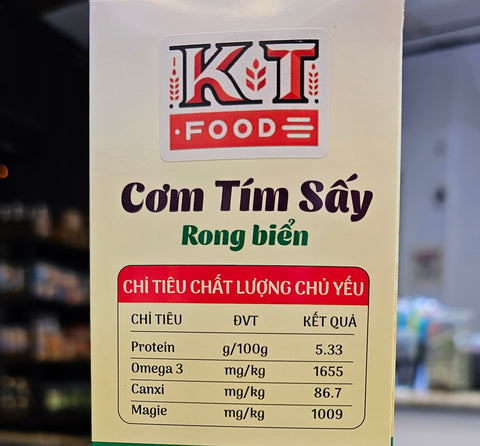 K T
FOOD
Cơm Tím Sấy
Rong biển
CHỈ TIÊU CHẤT LƯỢNG CHỦ YẾU
CHỈ TIÊU ĐVT KẾT QUẢ
Protein g/100g 5.33
Omega 3 mg/kg 1655
Canxi mg/kg 86.7
Magie mg/kg 1009